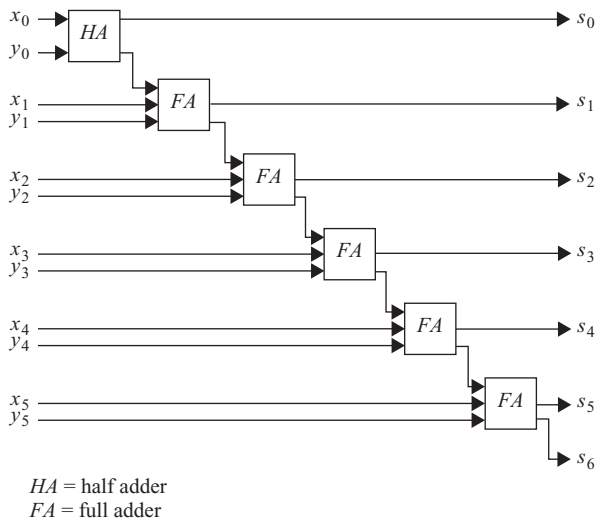 x0 HA s0
y0
x1 FA s1
y1
x2 FA s2
y2
x3 FA s3
y3
x4 FA s4
y4
x5 FA s5
y5
s6
HA = half adder
FA = full adder